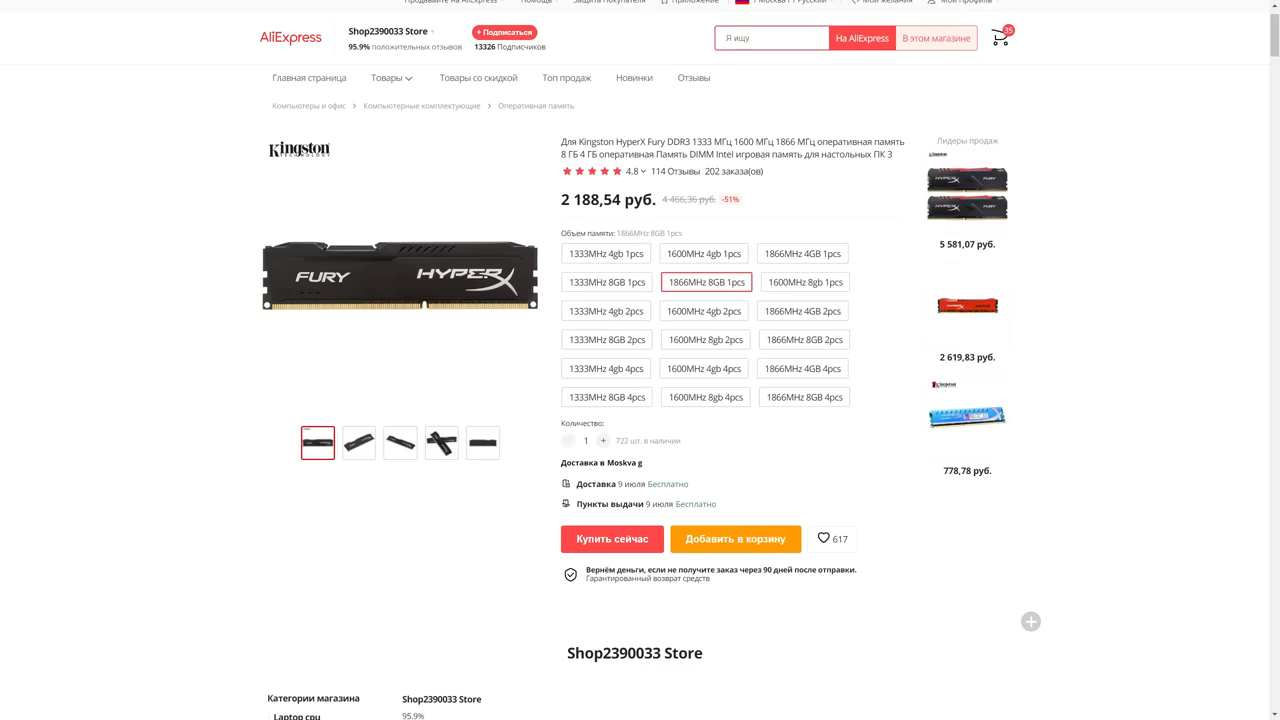 Продавайте на AliExpress
Помощь
Защита Покупателя
Приложение
/ Москва г / Русский
Мои желания
Мой Профиль
AliExpress
Shop2390033 Store
+ Подписаться
95.9% положительных отзывов
13326 Подписчиков
Я ищу.
На AliExpress
В этом магазине
Главная страница
Товары
Товары со скидкой
Топ продаж
Новинки
Отзывы
Компьютеры и офис > Компьютерные комплектующие > Оперативная память
Kingston
TECHNOLOGY
FURY
HYPERX
Для Kingston HyperX Fury DDR3 1333 МГц 1600 МГц 1866 МГц оперативная память
8 ГБ 4 ГБ оперативная Память DIMM Intel игровая память для настольных ПК 3
4.8
114 Отзывы
202 заказа(ов)
2 188,54 руб. 4 466,36 руб. -51%
Объем памяти: 1866MHz 8GB 1pcs
1333MHz 4gb 1pcs
1600MHz 4gb 1pcs
1866MHz 4GB 1pcs
1333MHz 8GB 1pcs
1866MHz 8GB 1pcs
1600MHz 8gb 1pcs
1333MHz 4gb 2pcs
1600MHz 4gb 2pcs
1866MHz 4GB 2pcs
1333MHz 8GB 2pcs
1600MHz 8gb 2pcs
1866MHz 8GB 2pcs
1333MHz 4gb 4pcs
1600MHz 4gb 4pcs
1866MHz 4GB 4pcs
1333MHz 8GB 4pcs
1600MHz 8gb 4pcs
1866MHz 8GB 4pcs
Количество:
1
+
722 шт. в наличии
Доставка в Moskva g
Доставка 9 июля Бесплатно
Пункты выдачи 9 июля Бесплатно
Купить сейчас
Добавить в корзину
617
Вернём деньги, если не получите заказ через 90 дней после отправки.
Гарантированный возврат средств
Лидеры продаж
Kingston
HYPERX FURY
HYPERX FURY
5 581,07 руб.
2 619,83 руб.
Kingston
778,78 руб.
Shop2390033 Store
Категории магазина
Laptop cpu
Shop2390033 Store
95.9%